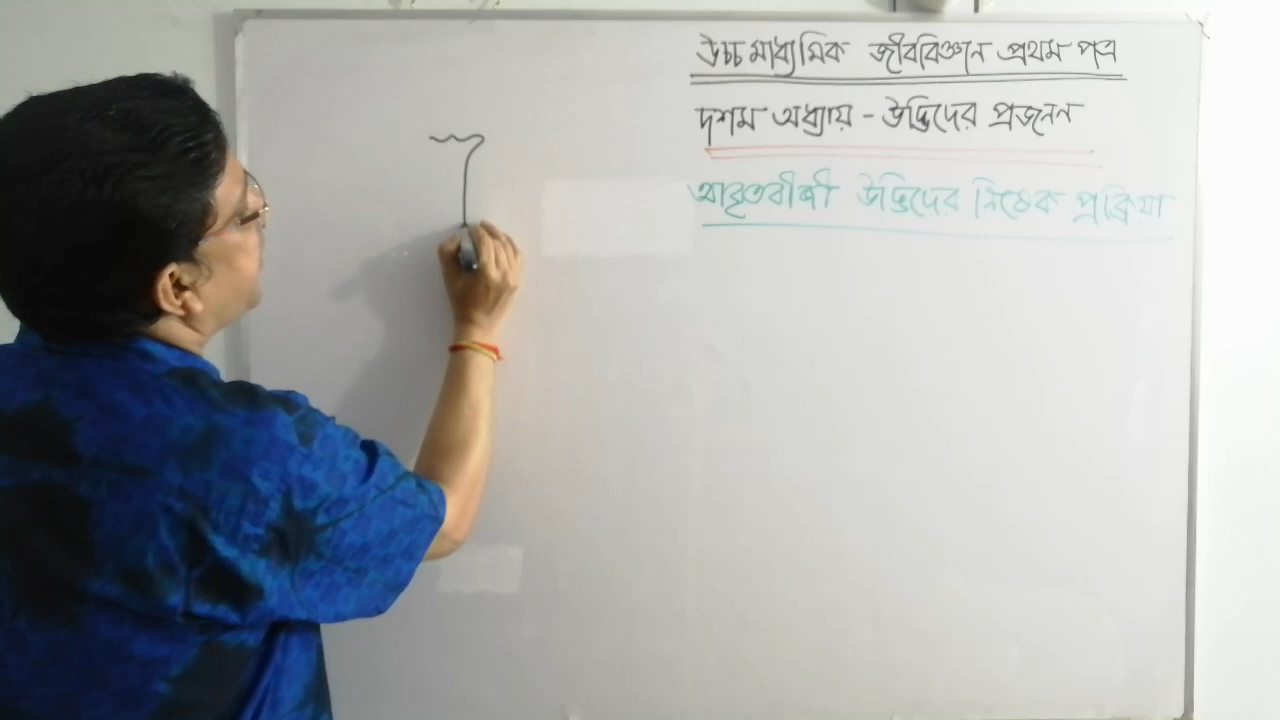 উচ্চ মাধ্যমিক জীববিজ্ঞান প্রথম পত্র
দশম অধ্যায় - উদ্ভিদের প্রজনন
আবৃতবীজী উদ্ভিদের নিষেক প্রক্রিয়া